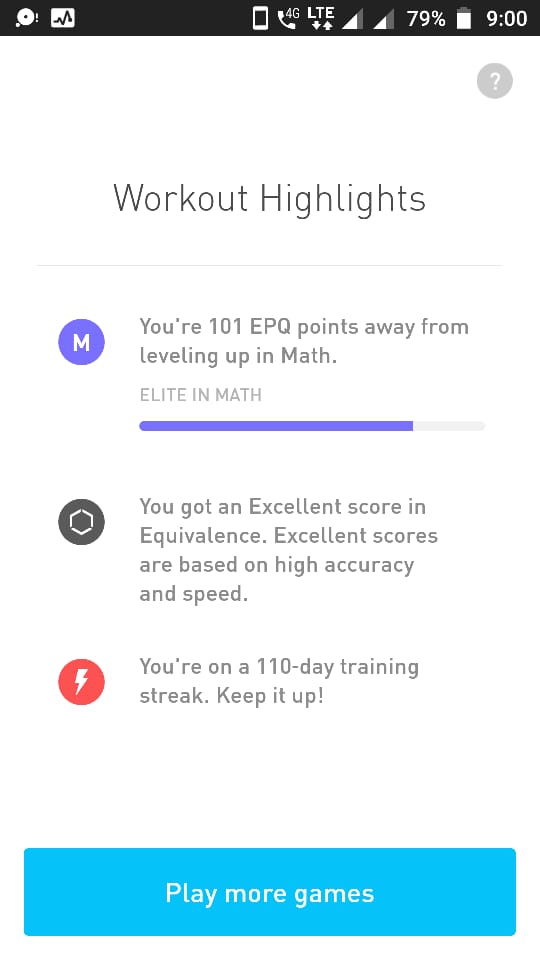 4G LTE 79% 9:00
?
Workout Highlights
M
You're 101 EPQ points away from
leveling up in Math.
ELITE IN MATH
You got an Excellent score in
Equivalence. Excellent scores
are based on high accuracy
and speed.
You're on a 110-day training
streak. Keep it up!
Play more games